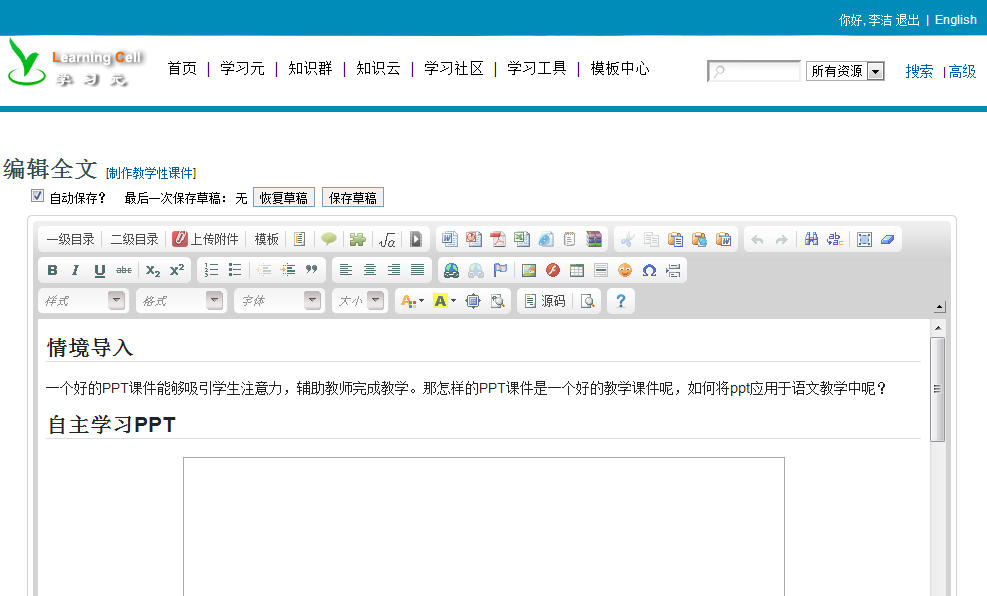 你好, 李洁 退出 | English
Learning Cell
学 习 元
首页 | 学习元 | 知识群 | 知识云 | 学习社区 | 学习工具 | 模板中心
所有资源
搜索 | 高级
编辑全文 [制作教学性课件]
自动保存? 最后一次保存草稿: 无 恢复草稿 保存草稿
一级目录 二级目录 上传附件 模板
B I U abc X2 X²
样式 格式 字体 大小 A A 源码 ?
情境导入
一个好的PPT课件能够吸引学生注意力，辅助教师完成教学。那怎样的PPT课件是一个好的教学课件呢，如何将ppt应用于语文教学中呢？
自主学习PPT